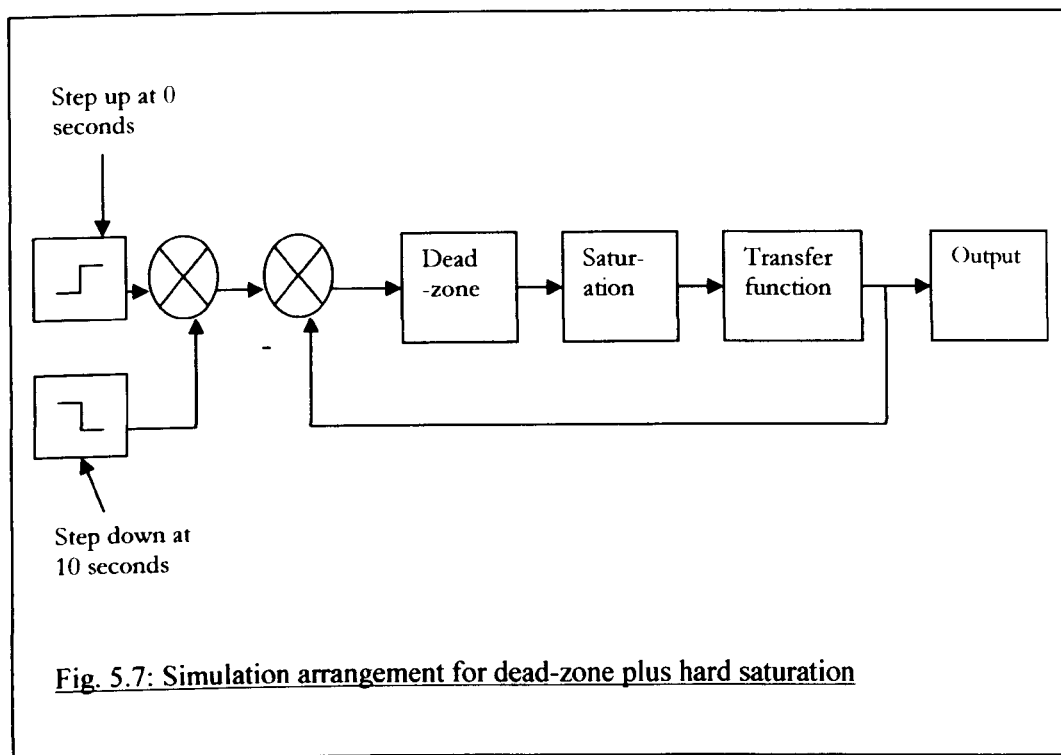 Step up at 0
seconds
Dead
-zone
Satur-
ation
Transfer
function
Output
-
Step down at
10 seconds
Fig. 5.7: Simulation arrangement for dead-zone plus hard saturation